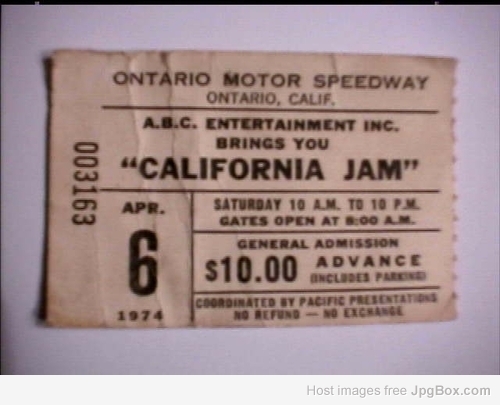 ONTARIO MOTOR SPEEDWAY
ONTARIO, CALIF.
A.B.C. ENTERTAINMENT INC.
BRINGS YOU
"CALIFORNIA JAM"
003163
APR.
6
1974
SATURDAY 10 A.M. TO 10 P.M.
GATES OPEN AT 8:00 A.M.
GENERAL ADMISSION
$10.00 ADVANCE
(INCLUDES PARKING)
COORDINATED BY PACIFIC PRESENTATIONS
NO REFUND — NO EXCHANGE
Host images free JpgBox.com